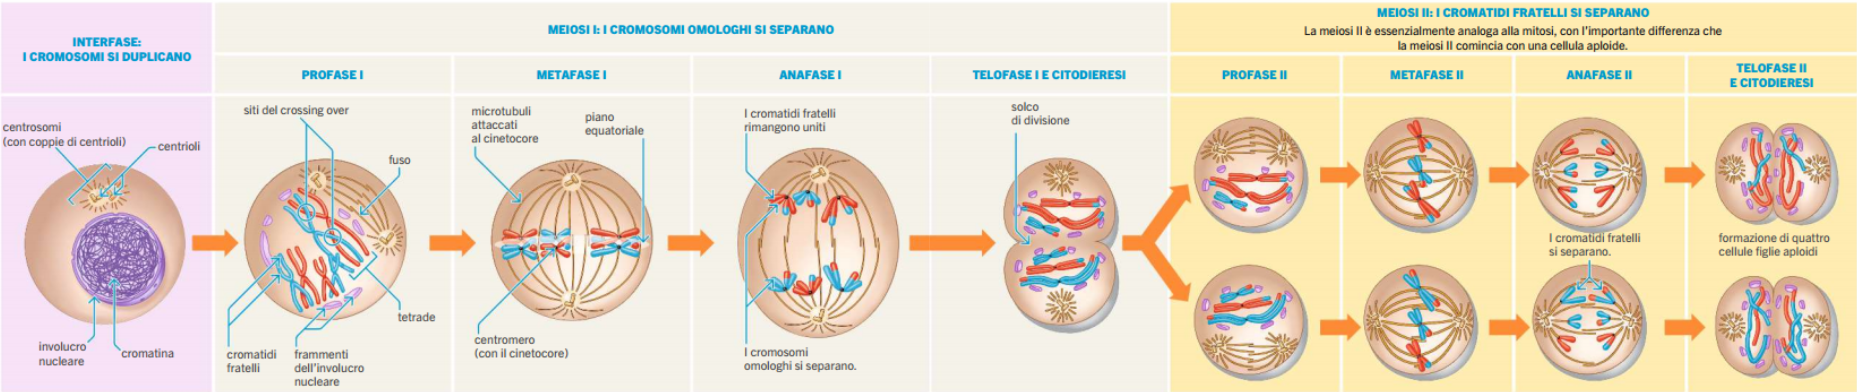 INTERFASE:
I CROMOSOMI SI DUPLICANO
centrosomi
(con coppie di centrioli)
centrioli
involucro
nucleare
cromatina
MEIOSI I: I CROMOSOMI OMOLOGHI SI SEPARANO
PROFASE I
siti del crossing over
fuso
tetrade
cromatidi
fratelli
frammenti
dell'involucro
nucleare
METAFASE I
microtubuli
attaccati
al cinetocore
piano
equatoriale
centromero
(con il cinetocore)
ANAFASE I
I cromatidi fratelli
rimangono uniti
I cromosomi
omologhi si separano.
TELOFASE I E CITODIERESI
solco
di divisione
MEIOSI II: I CROMATIDI FRATELLI SI SEPARANO
La meiosi II è essenzialmente analoga alla mitosi, con l'importante differenza che
la meiosi II comincia con una cellula aploide.
PROFASE II
METAFASE II
ANAFASE II
I cromatidi fratelli
si separano.
TELOFASE II
E CITODIERESI
formazione di quattro
cellule figlie aploidi